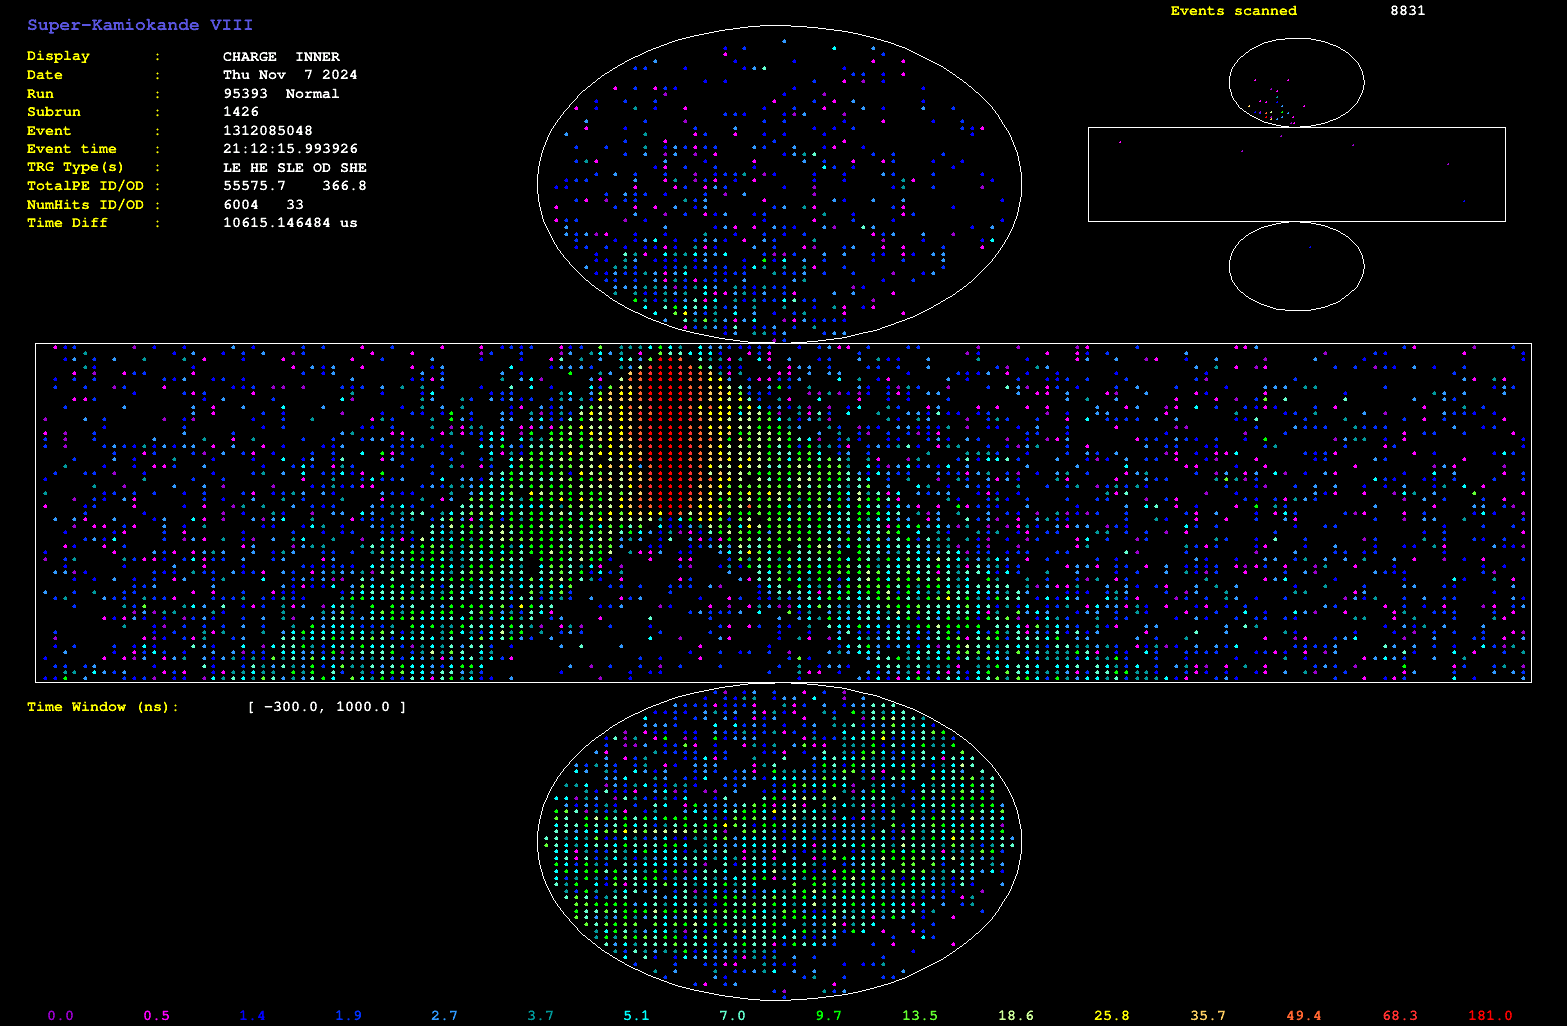 Super-Kamiokande VIII
Display : CHARGE INNER
Date : Thu Nov 7 2024
Run : 95393 Normal
Subrun : 1426
Event : 1312085048
Event time : 21:12:15.993926
TRG Type(s) : LE HE SLE OD SHE
TotalPE ID/OD : 55575.7 366.8
NumHits ID/OD : 6004 33
Time Diff : 10615.146484 us
Events scanned 8831
Time Window (ns): [ -300.0, 1000.0 ]
0.0 0.5 1.4 1.9 2.7 3.7 5.1 7.0 9.7 13.5 18.6 25.8 35.7 49.4 68.3 181.0